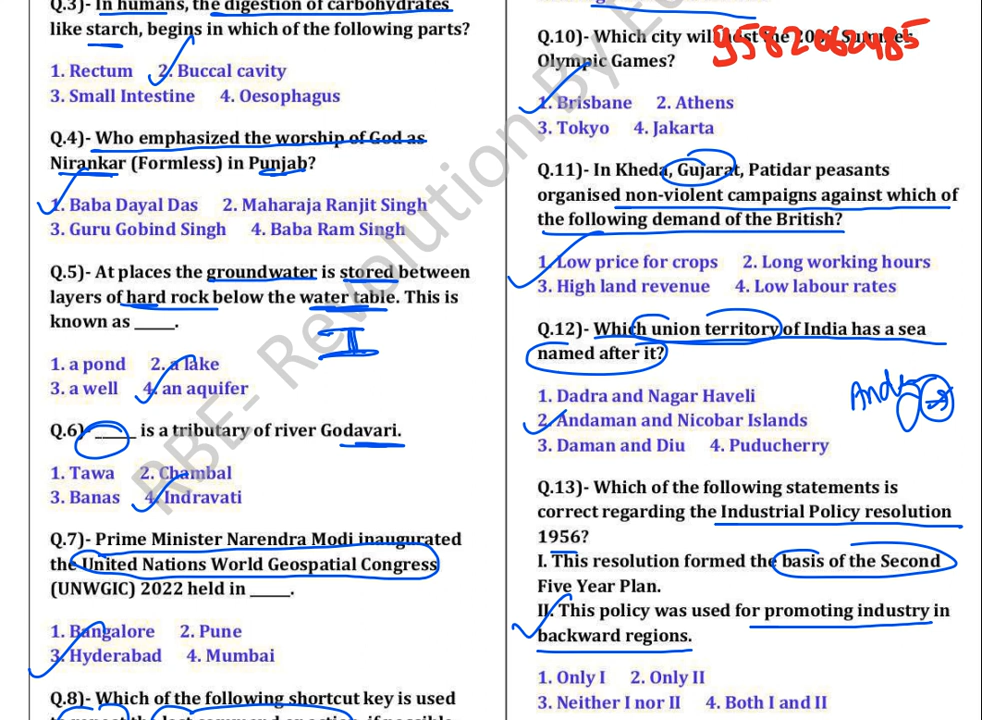 Q.3)- In humans, the digestion of carbohydrates
like starch, begins in which of the following parts?
1. Rectum 2. Buccal cavity
3. Small Intestine 4. Oesophagus
Q.4)- Who emphasized the worship of God as
Nirankar (Formless) in Punjab?
1. Baba Dayal Das 2. Maharaja Ranjit Singh
3. Guru Gobind Singh 4. Baba Ram Singh
Q.5)- At places the groundwater is stored between
layers of hard rock below the water table. This is
known as _____.
1. a pond 2. a lake
3. a well 4. an aquifer
Q.6)- _____ is a tributary of river Godavari.
1. Tawa 2. Chambal
3. Banas 4. Indravati
Q.7)- Prime Minister Narendra Modi inaugurated
the United Nations World Geospatial Congress
(UNWGIC) 2022 held in _____.
1. Bangalore 2. Pune
3. Hyderabad 4. Mumbai
Q.8)- Which of the following shortcut key is used
Q.10)- Which city will host the Summer
9582062485
Olympic Games?
1. Brisbane 2. Athens
3. Tokyo 4. Jakarta
Q.11)- In Kheda, Gujarat, Patidar peasants
organised non-violent campaigns against which of
the following demand of the British?
1. Low price for crops 2. Long working hours
3. High land revenue 4. Low labour rates
Q.12)- Which union territory of India has a sea
named after it?
1. Dadra and Nagar Haveli
2. Andaman and Nicobar Islands
3. Daman and Diu 4. Puducherry
Q.13)- Which of the following statements is
correct regarding the Industrial Policy resolution
1956?
I. This resolution formed the basis of the Second
Five Year Plan.
II. This policy was used for promoting industry in
backward regions.
1. Only I 2. Only II
3. Neither I nor II 4. Both I and II
RBE- Revolution By